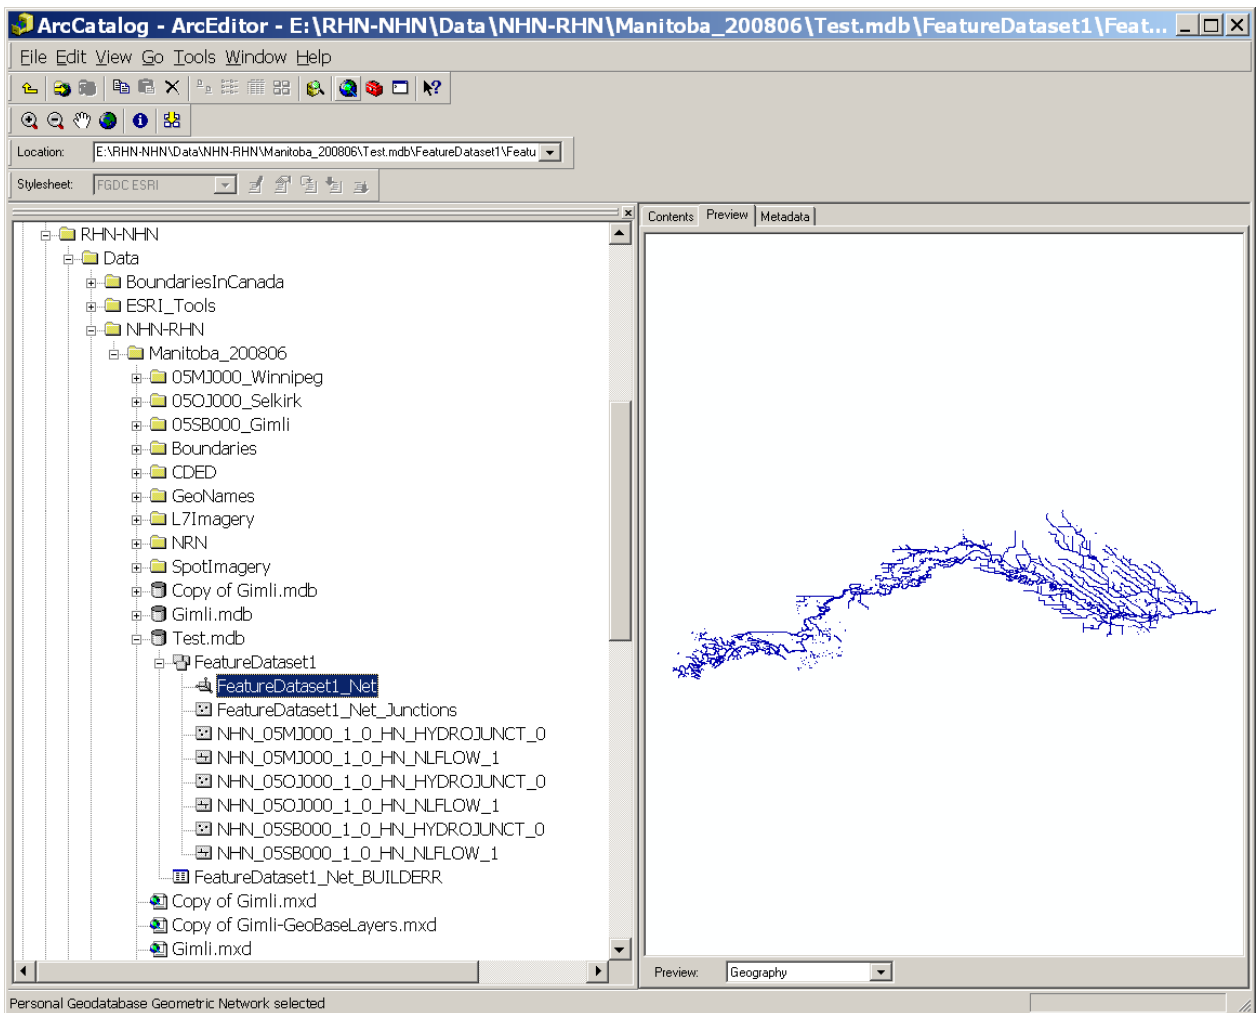 ArcCatalog - ArcEditor - E:\RHN-NHN\Data\NHN-RHN\Manitoba_200806\Test.mdb\FeatureDataset1\Feat...
File Edit View Go Tools Window Help
Location: E:\RHN-NHN\Data\NHN-RHN\Manitoba_200806\Test.mdb\FeatureDataset1\Featu
Stylesheet: FGDC ESRI
Contents Preview Metadata
RHN-NHN
Data
BoundariesInCanada
ESRI_Tools
NHN-RHN
Manitoba_200806
05MJ000_Winnipeg
05OJ000_Selkirk
05SB000_Gimli
Boundaries
CDED
GeoNames
L7Imagery
NRN
SpotImagery
Copy of Gimli.mdb
Gimli.mdb
Test.mdb
FeatureDataset1
FeatureDataset1_Net
FeatureDataset1_Net_Junctions
NHN_05MJ000_1_0_HN_HYDROJUNCT_0
NHN_05MJ000_1_0_HN_NLFLOW_1
NHN_05OJ000_1_0_HN_HYDROJUNCT_0
NHN_05OJ000_1_0_HN_NLFLOW_1
NHN_05SB000_1_0_HN_HYDROJUNCT_0
NHN_05SB000_1_0_HN_NLFLOW_1
FeatureDataset1_Net_BUILDERR
Copy of Gimli.mxd
Copy of Gimli-GeoBaseLayers.mxd
Gimli.mxd
Preview: Geography
Personal Geodatabase Geometric Network selected